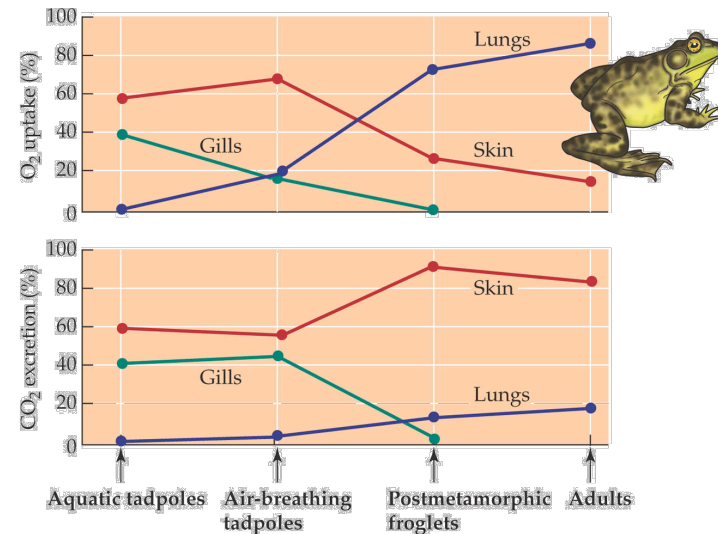 100
80
60
40
20
0
O₂ uptake (%)
Lungs
Gills
Skin
100
80
60
40
20
0
CO₂ excretion (%)
Skin
Gills
Lungs
Aquatic tadpoles
Air-breathing
tadpoles
Postmetamorphic
froglets
Adults